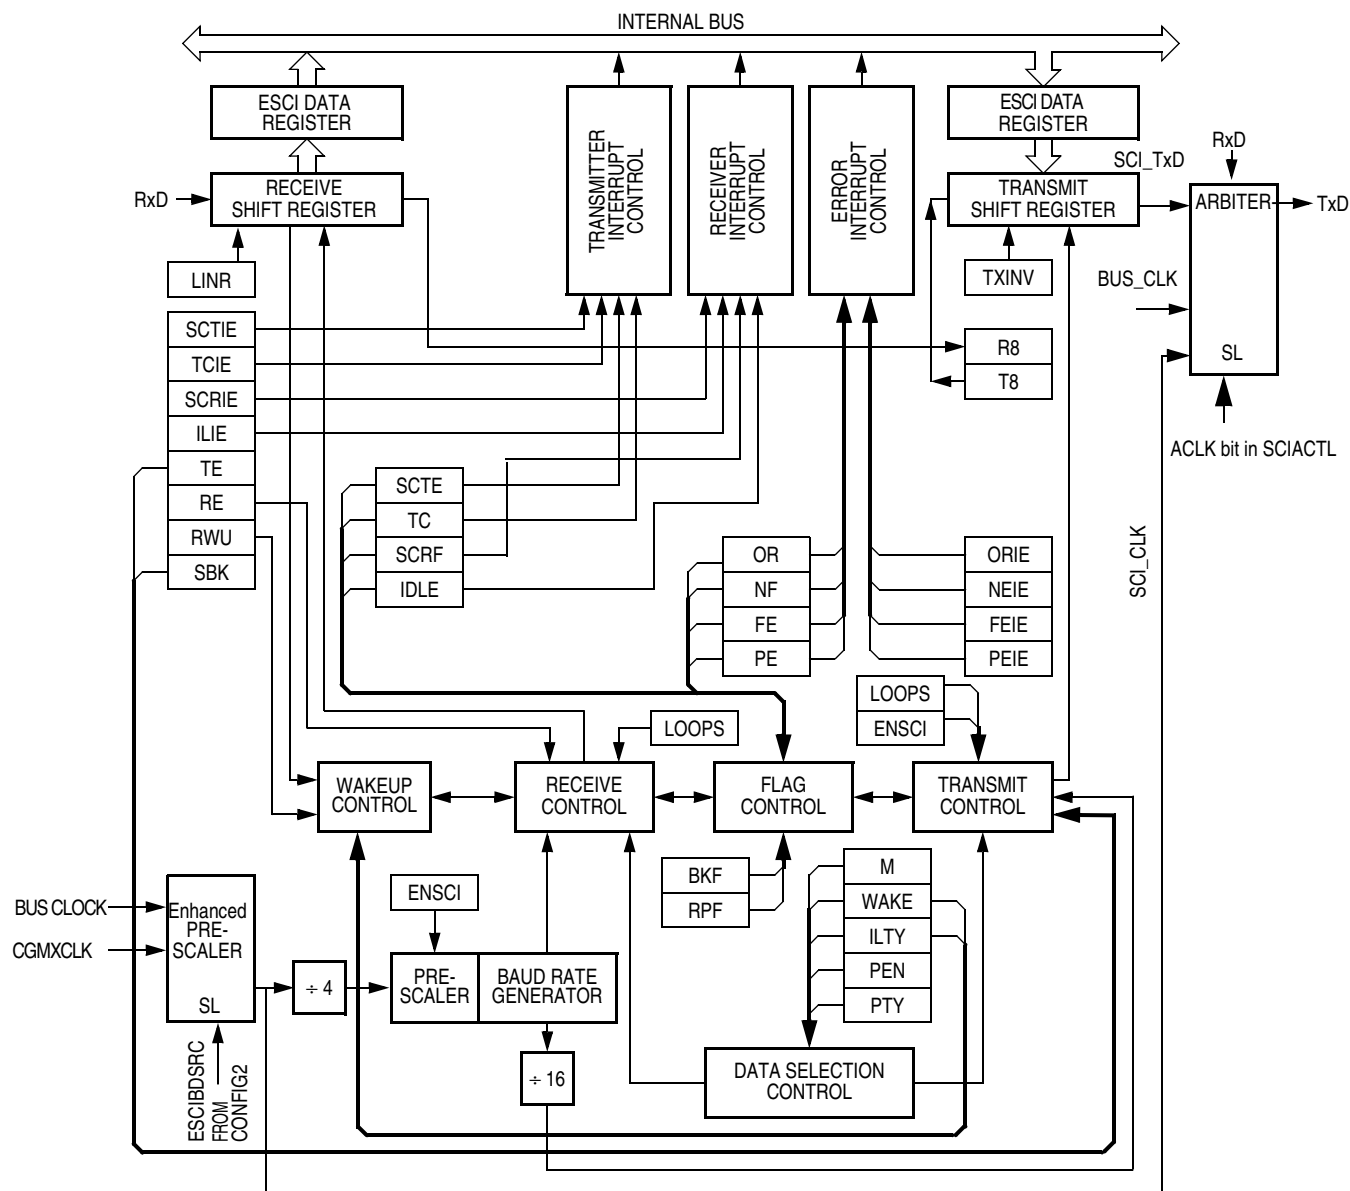 INTERNAL BUS
ESCI DATA
REGISTER
RECEIVE
SHIFT REGISTER
RxD
LINR
TRANSMITTER
INTERRUPT
CONTROL
RECEIVER
INTERRUPT
CONTROL
ERROR
INTERRUPT
CONTROL
ESCI DATA
REGISTER
TRANSMIT
SHIFT REGISTER
SCI_TxD
RxD
ARBITER
TxD
TXINV
BUS_CLK
SL
ACLK bit in SCIACTL
R8
T8
SCTIE
TCIE
SCRIE
ILIE
TE
RE
RWU
SBK
SCTE
TC
SCRF
IDLE
OR
NF
FE
PE
ORIE
NEIE
FEIE
PEIE
SCI_CLK
LOOPS
ENSCI
LOOPS
WAKEUP
CONTROL
RECEIVE
CONTROL
FLAG
CONTROL
TRANSMIT
CONTROL
BKF
RPF
M
WAKE
ILTY
PEN
PTY
BUS CLOCK
CGMXCLK
Enhanced
PRE-
SCALER
SL
ESCIBDSRC
FROM
CONFIG2
÷ 4
ENSCI
PRE-
SCALER
BAUD RATE
GENERATOR
÷ 16
DATA SELECTION
CONTROL